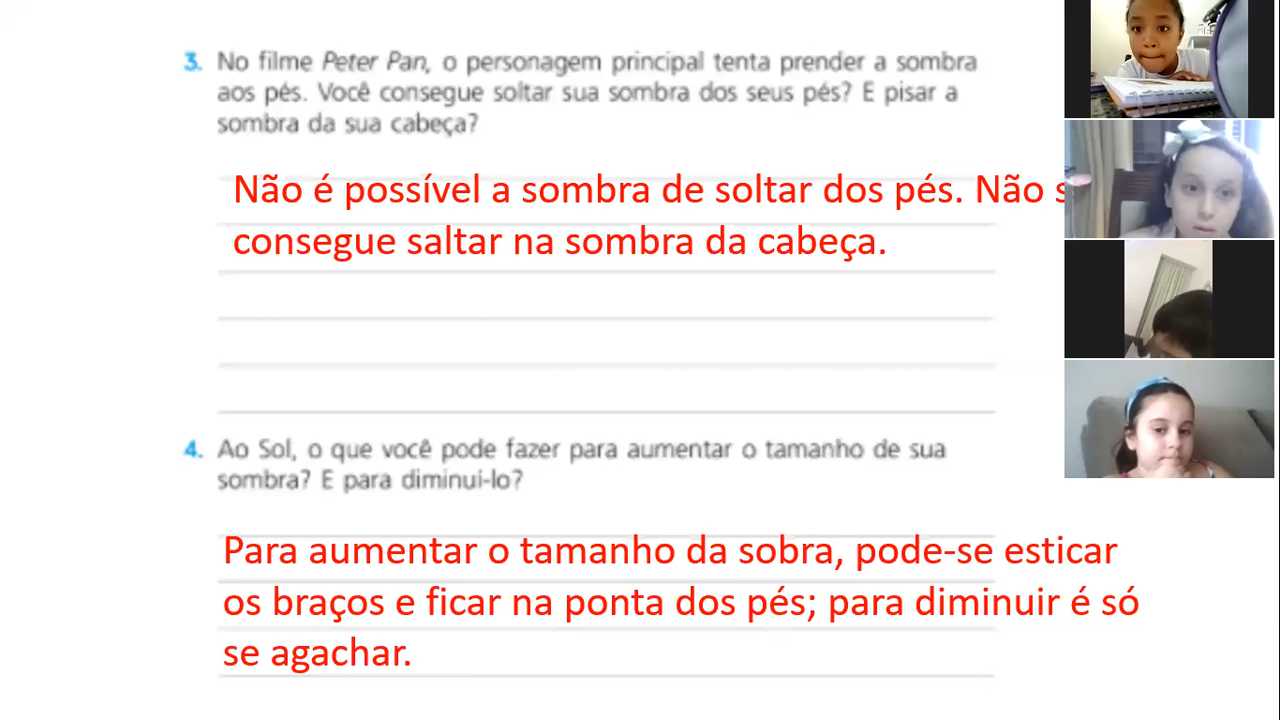 3. No filme Peter Pan, o personagem principal tenta prender a sombra
aos pés. Você consegue soltar sua sombra dos seus pés? E pisar a
sombra da sua cabeça?
Não é possível a sombra de soltar dos pés. Não s
consegue saltar na sombra da cabeça.
4. Ao Sol, o que você pode fazer para aumentar o tamanho de sua
sombra? E para diminuí-lo?
Para aumentar o tamanho da sobra, pode-se esticar
os braços e ficar na ponta dos pés; para diminuir é só
se agachar.